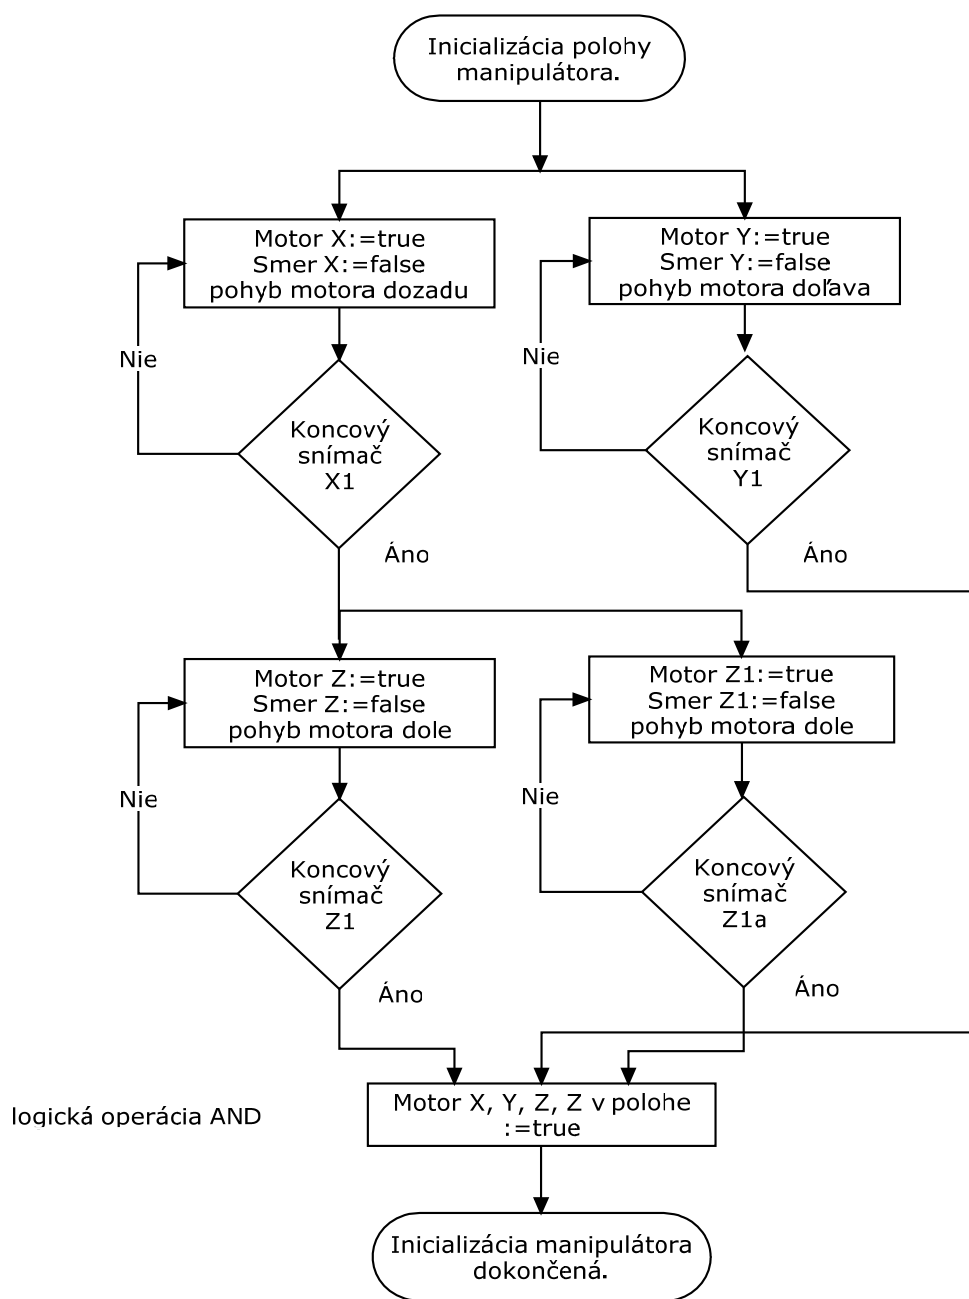 Inicializácia polohy
manipulátora.
Motor X:=true
Smer X:=false
pohyb motora dozadu
Motor Y:=true
Smer Y:=false
pohyb motora doľava
Nie
Nie
Koncový
snímač
X1
Koncový
snímač
Y1
Áno
Áno
Motor Z:=true
Smer Z:=false
pohyb motora dole
Motor Z1:=true
Smer Z1:=false
pohyb motora dole
Nie
Nie
Koncový
snímač
Z1
Koncový
snímač
Z1a
Áno
Áno
logická operácia AND
Motor X, Y, Z, Z v polohe
:=true
Inicializácia manipulátora
dokončená.